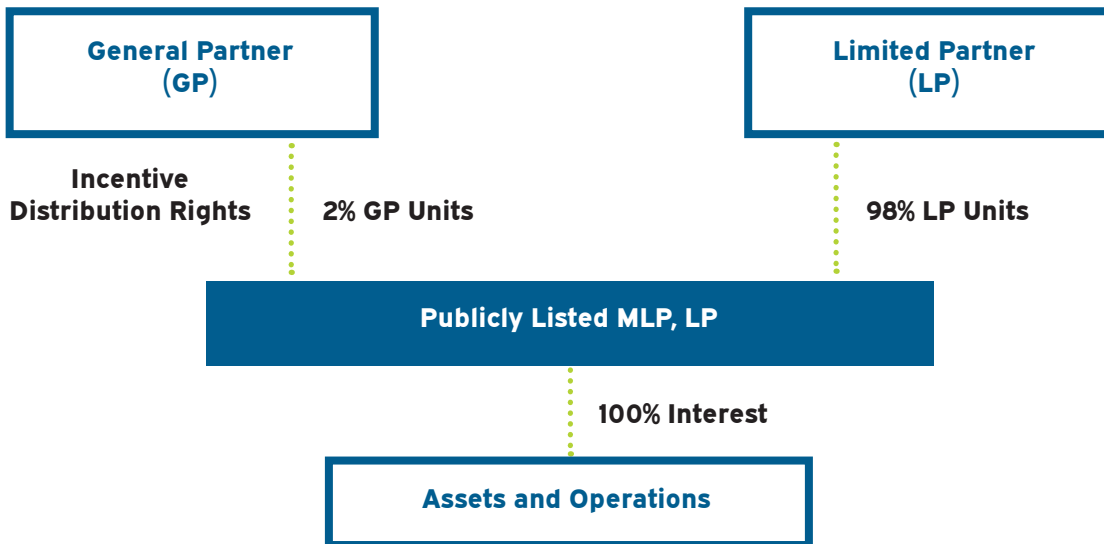 General Partner
(GP)
Limited Partner
(LP)
Incentive
Distribution Rights
2% GP Units
98% LP Units
Publicly Listed MLP, LP
100% Interest
Assets and Operations